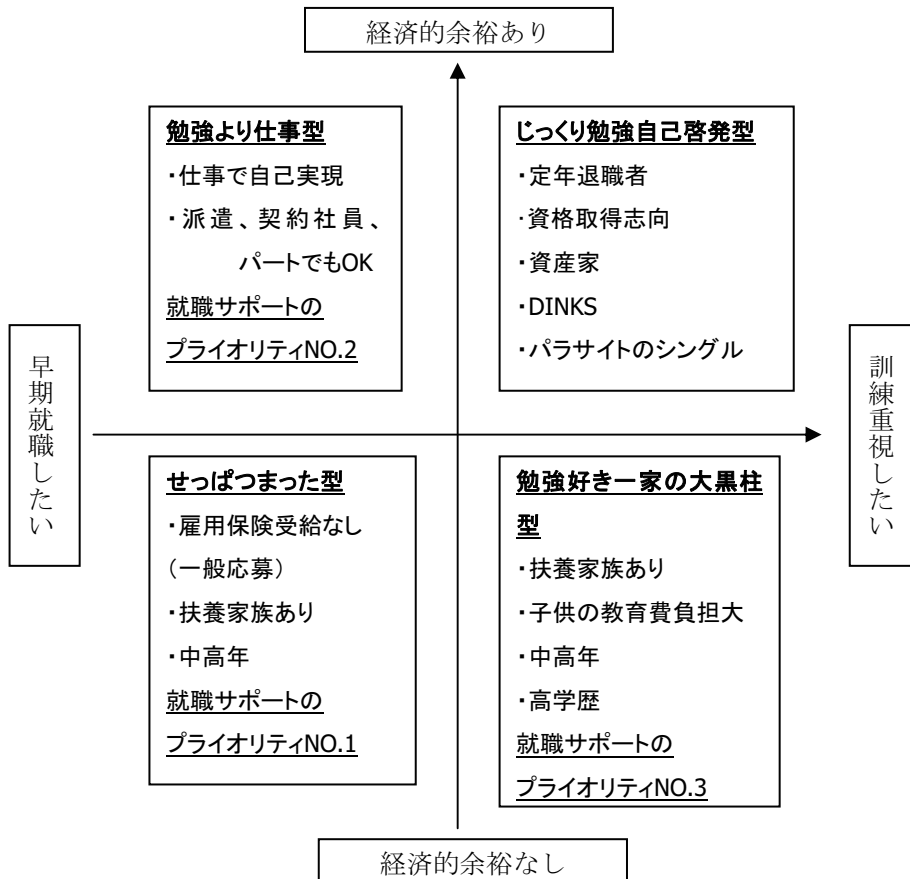 経済的余裕あり
勉強より仕事型
・仕事で自己実現
・派遣、契約社員、
パートでもOK
就職サポートの
プライオリティNO.2
じっくり勉強自己啓発型
・定年退職者
・資格取得志向
・資産家
・DINKS
・パラサイトのシングル
早期就職したい
訓練重視したい
せっぱつまった型
・雇用保険受給なし
(一般応募)
・扶養家族あり
・中高年
就職サポートの
プライオリティNO.1
勉強好き一家の大黒柱
型
・扶養家族あり
・子供の教育費負担大
・中高年
・高学歴
就職サポートの
プライオリティNO.3
経済的余裕なし